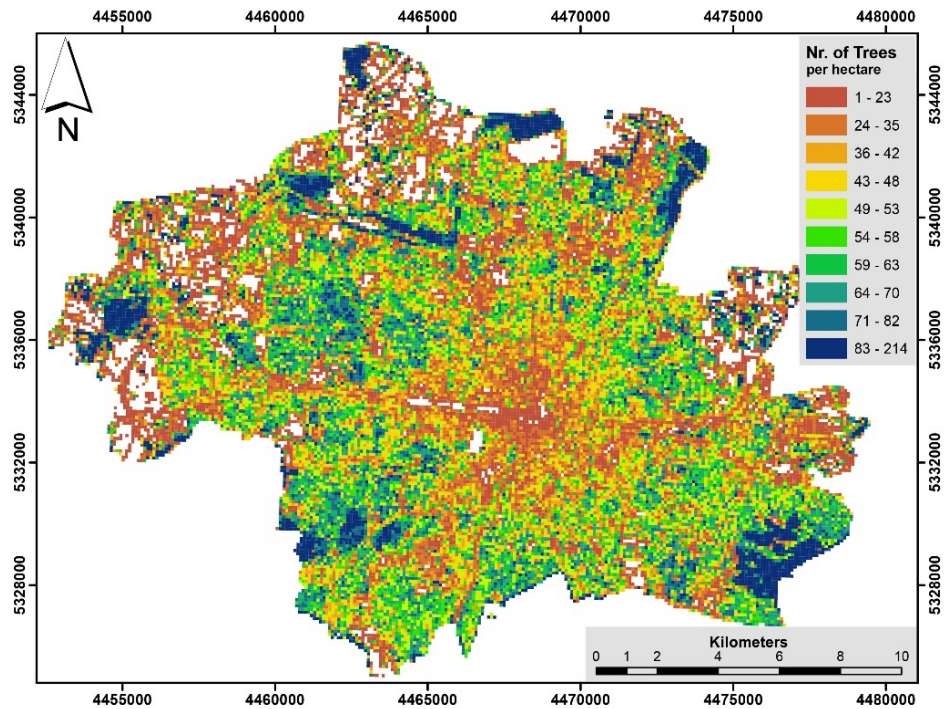 4455000 4460000 4465000 4470000 4475000 4480000
5344000
5340000
5336000
5332000
5328000
N
Nr. of Trees
per hectare
1 - 23
24 - 35
36 - 42
43 - 48
49 - 53
54 - 58
59 - 63
64 - 70
71 - 82
83 - 214
5344000
5340000
5336000
5332000
5328000
Kilometers
0 1 2 4 6 8 10
4455000 4460000 4465000 4470000 4475000 4480000